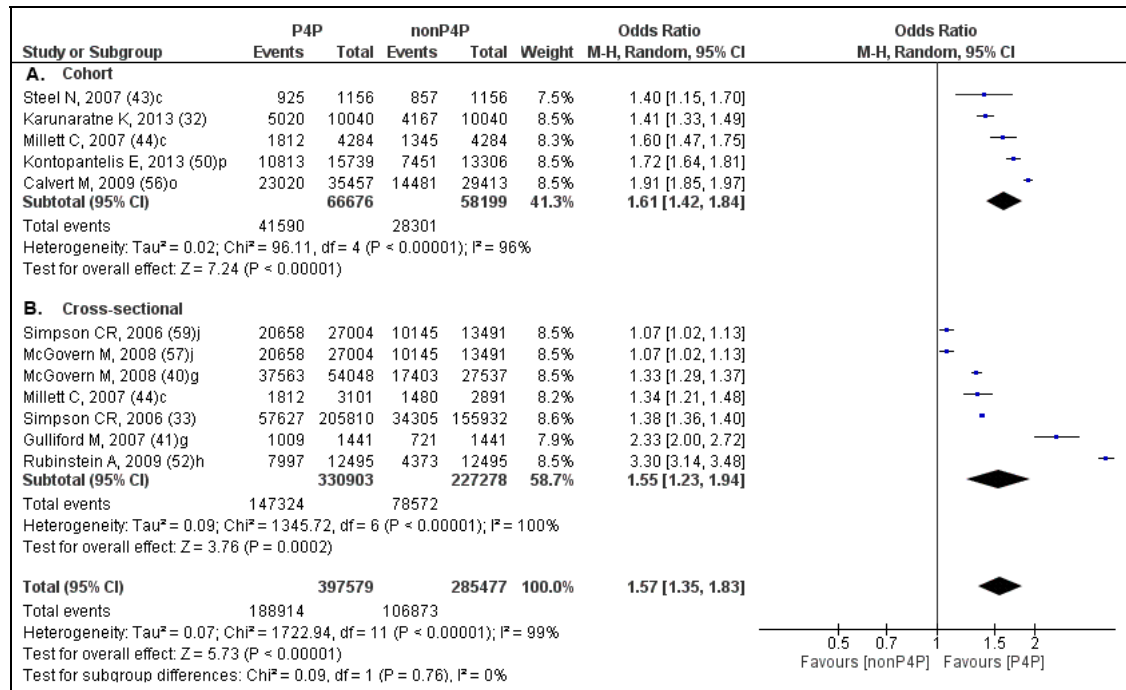 P4P nonP4P Odds Ratio Odds Ratio
Study or Subgroup Events Total Events Total Weight M-H, Random, 95% CI M-H, Random, 95% CI
A. Cohort
Steel N, 2007 (43)c 925 1156 857 1156 7.5% 1.40 [1.15, 1.70]
Karunaratne K, 2013 (32) 5020 10040 4167 10040 8.5% 1.41 [1.33, 1.49]
Millett C, 2007 (44)c 1812 4284 1345 4284 8.3% 1.60 [1.47, 1.75]
Kontopantelis E, 2013 (50)p 10813 15739 7451 13306 8.5% 1.72 [1.64, 1.81]
Calvert M, 2009 (56)o 23020 35457 14481 29413 8.5% 1.91 [1.85, 1.97]
Subtotal (95% CI) 66676 58199 41.3% 1.61 [1.42, 1.84]
Total events 41590 28301
Heterogeneity: Tau² = 0.02; Chi² = 96.11, df = 4 (P < 0.00001); I² = 96%
Test for overall effect: Z = 7.24 (P < 0.00001)
B. Cross-sectional
Simpson CR, 2006 (59)j 20658 27004 10145 13491 8.5% 1.07 [1.02, 1.13]
McGovern M, 2008 (57)j 20658 27004 10145 13491 8.5% 1.07 [1.02, 1.13]
McGovern M, 2008 (40)g 37563 54048 17403 27537 8.5% 1.33 [1.29, 1.37]
Millett C, 2007 (44)c 1812 3101 1480 2891 8.2% 1.34 [1.21, 1.48]
Simpson CR, 2006 (33) 57627 205810 34305 155932 8.6% 1.38 [1.36, 1.40]
Gulliford M, 2007 (41)g 1009 1441 721 1441 7.9% 2.33 [2.00, 2.72]
Rubinstein A, 2009 (52)h 7997 12495 4373 12495 8.5% 3.30 [3.14, 3.48]
Subtotal (95% CI) 330903 227278 58.7% 1.55 [1.23, 1.94]
Total events 147324 78572
Heterogeneity: Tau² = 0.09; Chi² = 1345.72, df = 6 (P < 0.00001); I² = 100%
Test for overall effect: Z = 3.76 (P = 0.0002)
Total (95% CI) 397579 285477 100.0% 1.57 [1.35, 1.83]
Total events 188914 106873
Heterogeneity: Tau² = 0.07; Chi² = 1722.94, df = 11 (P < 0.00001); I² = 99%
Test for overall effect: Z = 5.73 (P < 0.00001)
Test for subgroup differences: Chi² = 0.09, df = 1 (P = 0.76), I² = 0%
0.5 0.7 1 1.5 2
Favours [nonP4P] Favours [P4P]